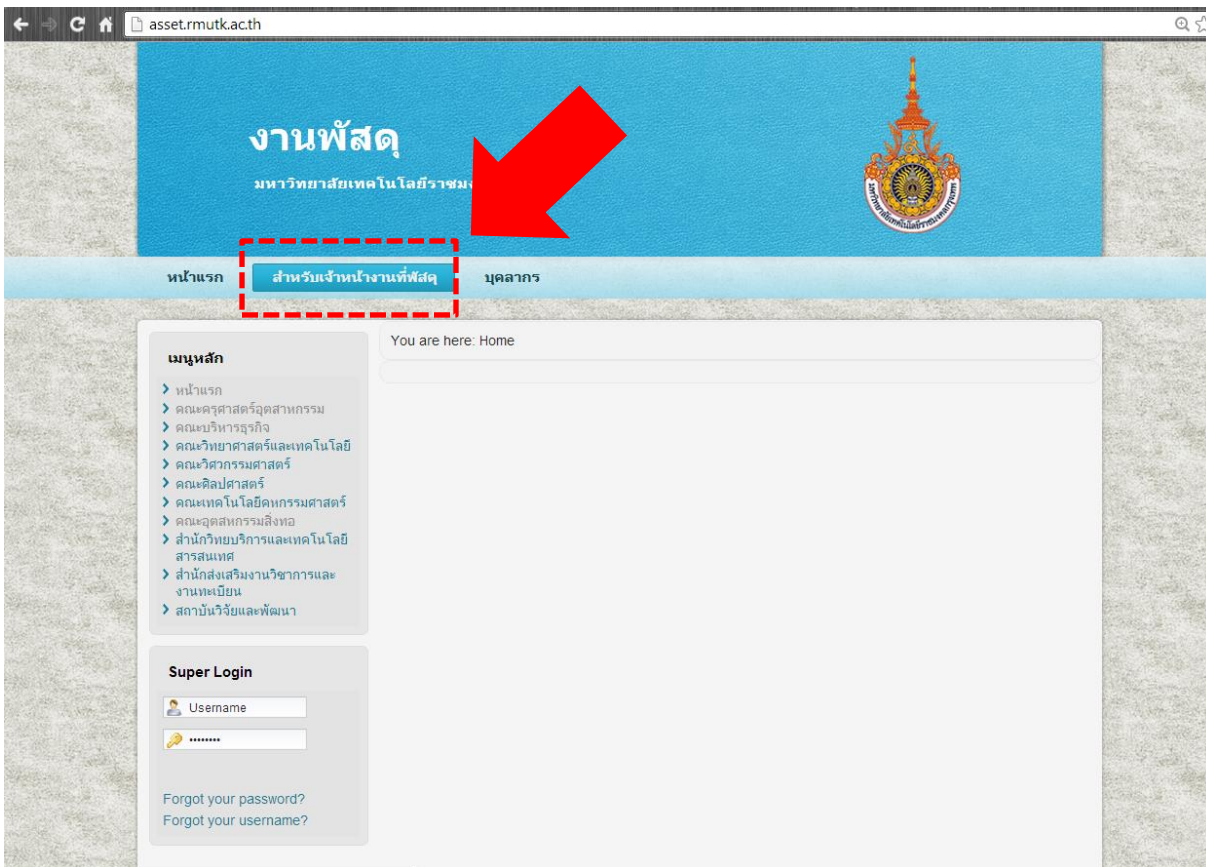 asset.rmutk.ac.th
งานพัสดุ
มหาวิทยาลัยเทคโนโลยีราชมง
หน้าแรก
สำหรับเจ้าหน้างานที่พัสดุ
บุคลากร
You are here: Home
เมนูหลัก
หน้าแรก
คณะครุศาสตร์อุตสาหกรรม
คณะบริหารธุรกิจ
คณะวิทยาศาสตร์และเทคโนโลยี
คณะวิศวกรรมศาสตร์
คณะศิลปศาสตร์
คณะเทคโนโลยีคหกรรมศาสตร์
คณะอุตสหกรรมสิ่งทอ
สำนักวิทยบริการและเทคโนโลยี
สารสนเทศ
สำนักส่งเสริมงานวิชาการและ
งานทะเบียน
สถาบันวิจัยและพัฒนา
Super Login
Username
••••••••
Forgot your password?
Forgot your username?